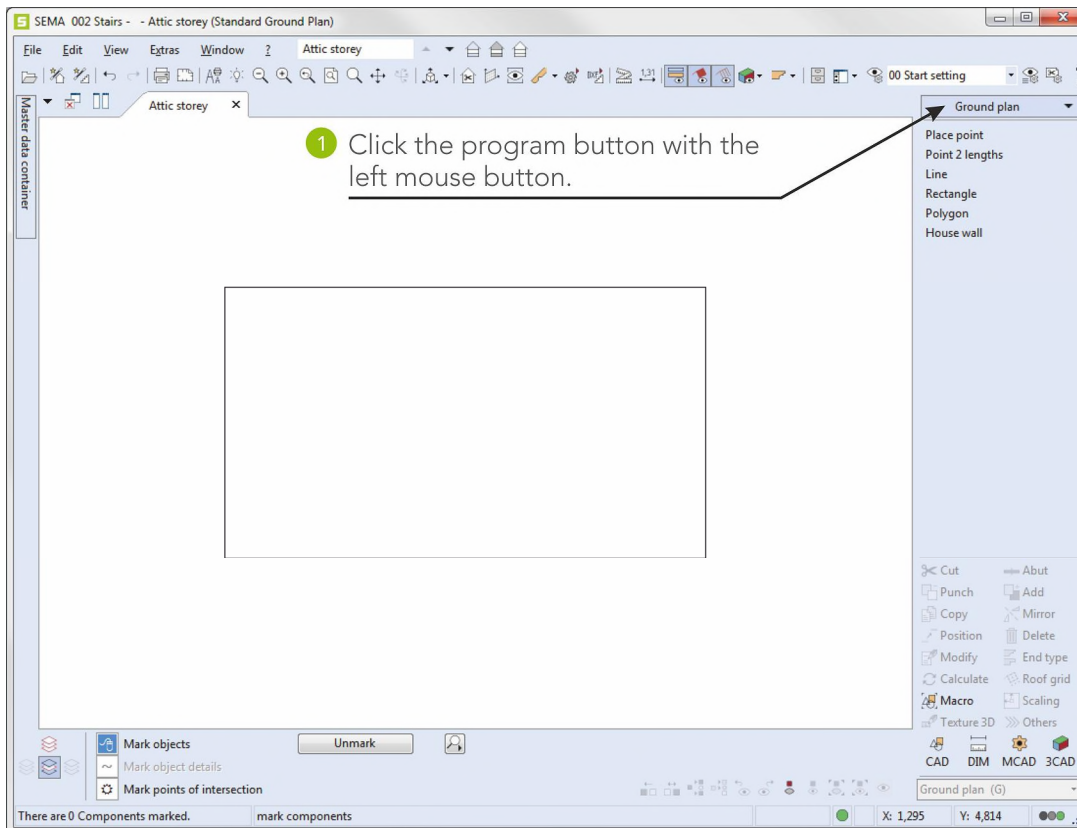 SEMA 002 Stairs - - Attic storey (Standard Ground Plan)
File Edit View Extras Window ? Attic storey
1,31 00 Start setting
Attic storey × Ground plan
Master data container
1 Click the program button with the
left mouse button.
Place point
Point 2 lengths
Line
Rectangle
Polygon
House wall
Cut Abut
Punch Add
Copy Mirror
Position Delete
Modify End type
Calculate Roof grid
Macro Scaling
Texture 3D Others
CAD DIM MCAD 3CAD
Mark objects Unmark
Mark object details
Mark points of intersection
Ground plan (G)
There are 0 Components marked. mark components X: 1,295 Y: 4,814